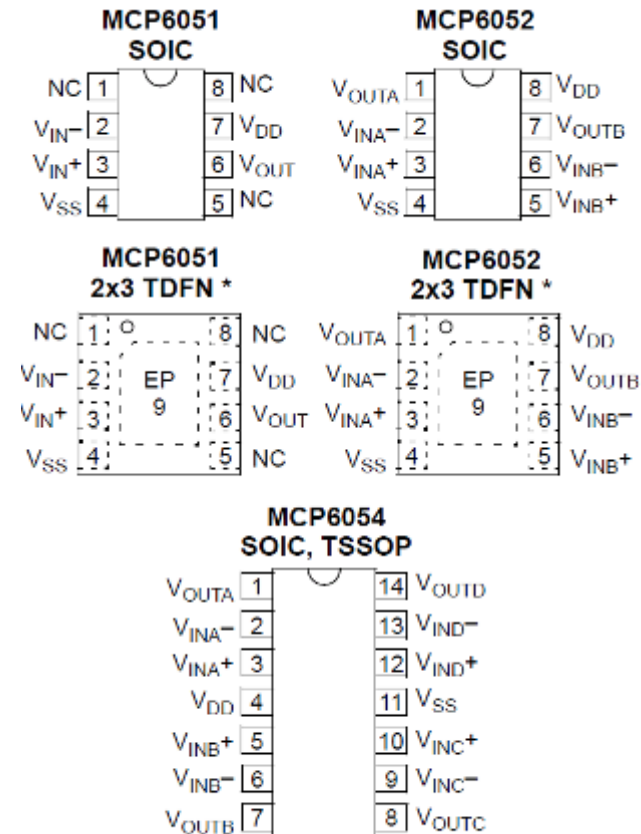 MCP6051
SOIC
NC 1 8 NC
VIN– 2 7 VDD
VIN+ 3 6 VOUT
VSS 4 5 NC
MCP6052
SOIC
VOUTA 1 8 VDD
VINA– 2 7 VOUTB
VINA+ 3 6 VINB–
VSS 4 5 VINB+
MCP6051
2x3 TDFN *
NC 1 8 NC
VIN– 2 EP 7 VDD
VIN+ 3 9 6 VOUT
VSS 4 5 NC
MCP6052
2x3 TDFN *
VOUTA 1 8 VDD
VINA– 2 EP 7 VOUTB
VINA+ 3 9 6 VINB–
VSS 4 5 VINB+
MCP6054
SOIC, TSSOP
VOUTA 1 14 VOUTD
VINA– 2 13 VIND–
VINA+ 3 12 VIND+
VDD 4 11 VSS
VINB+ 5 10 VINC+
VINB– 6 9 VINC–
VOUTB 7 8 VOUTC